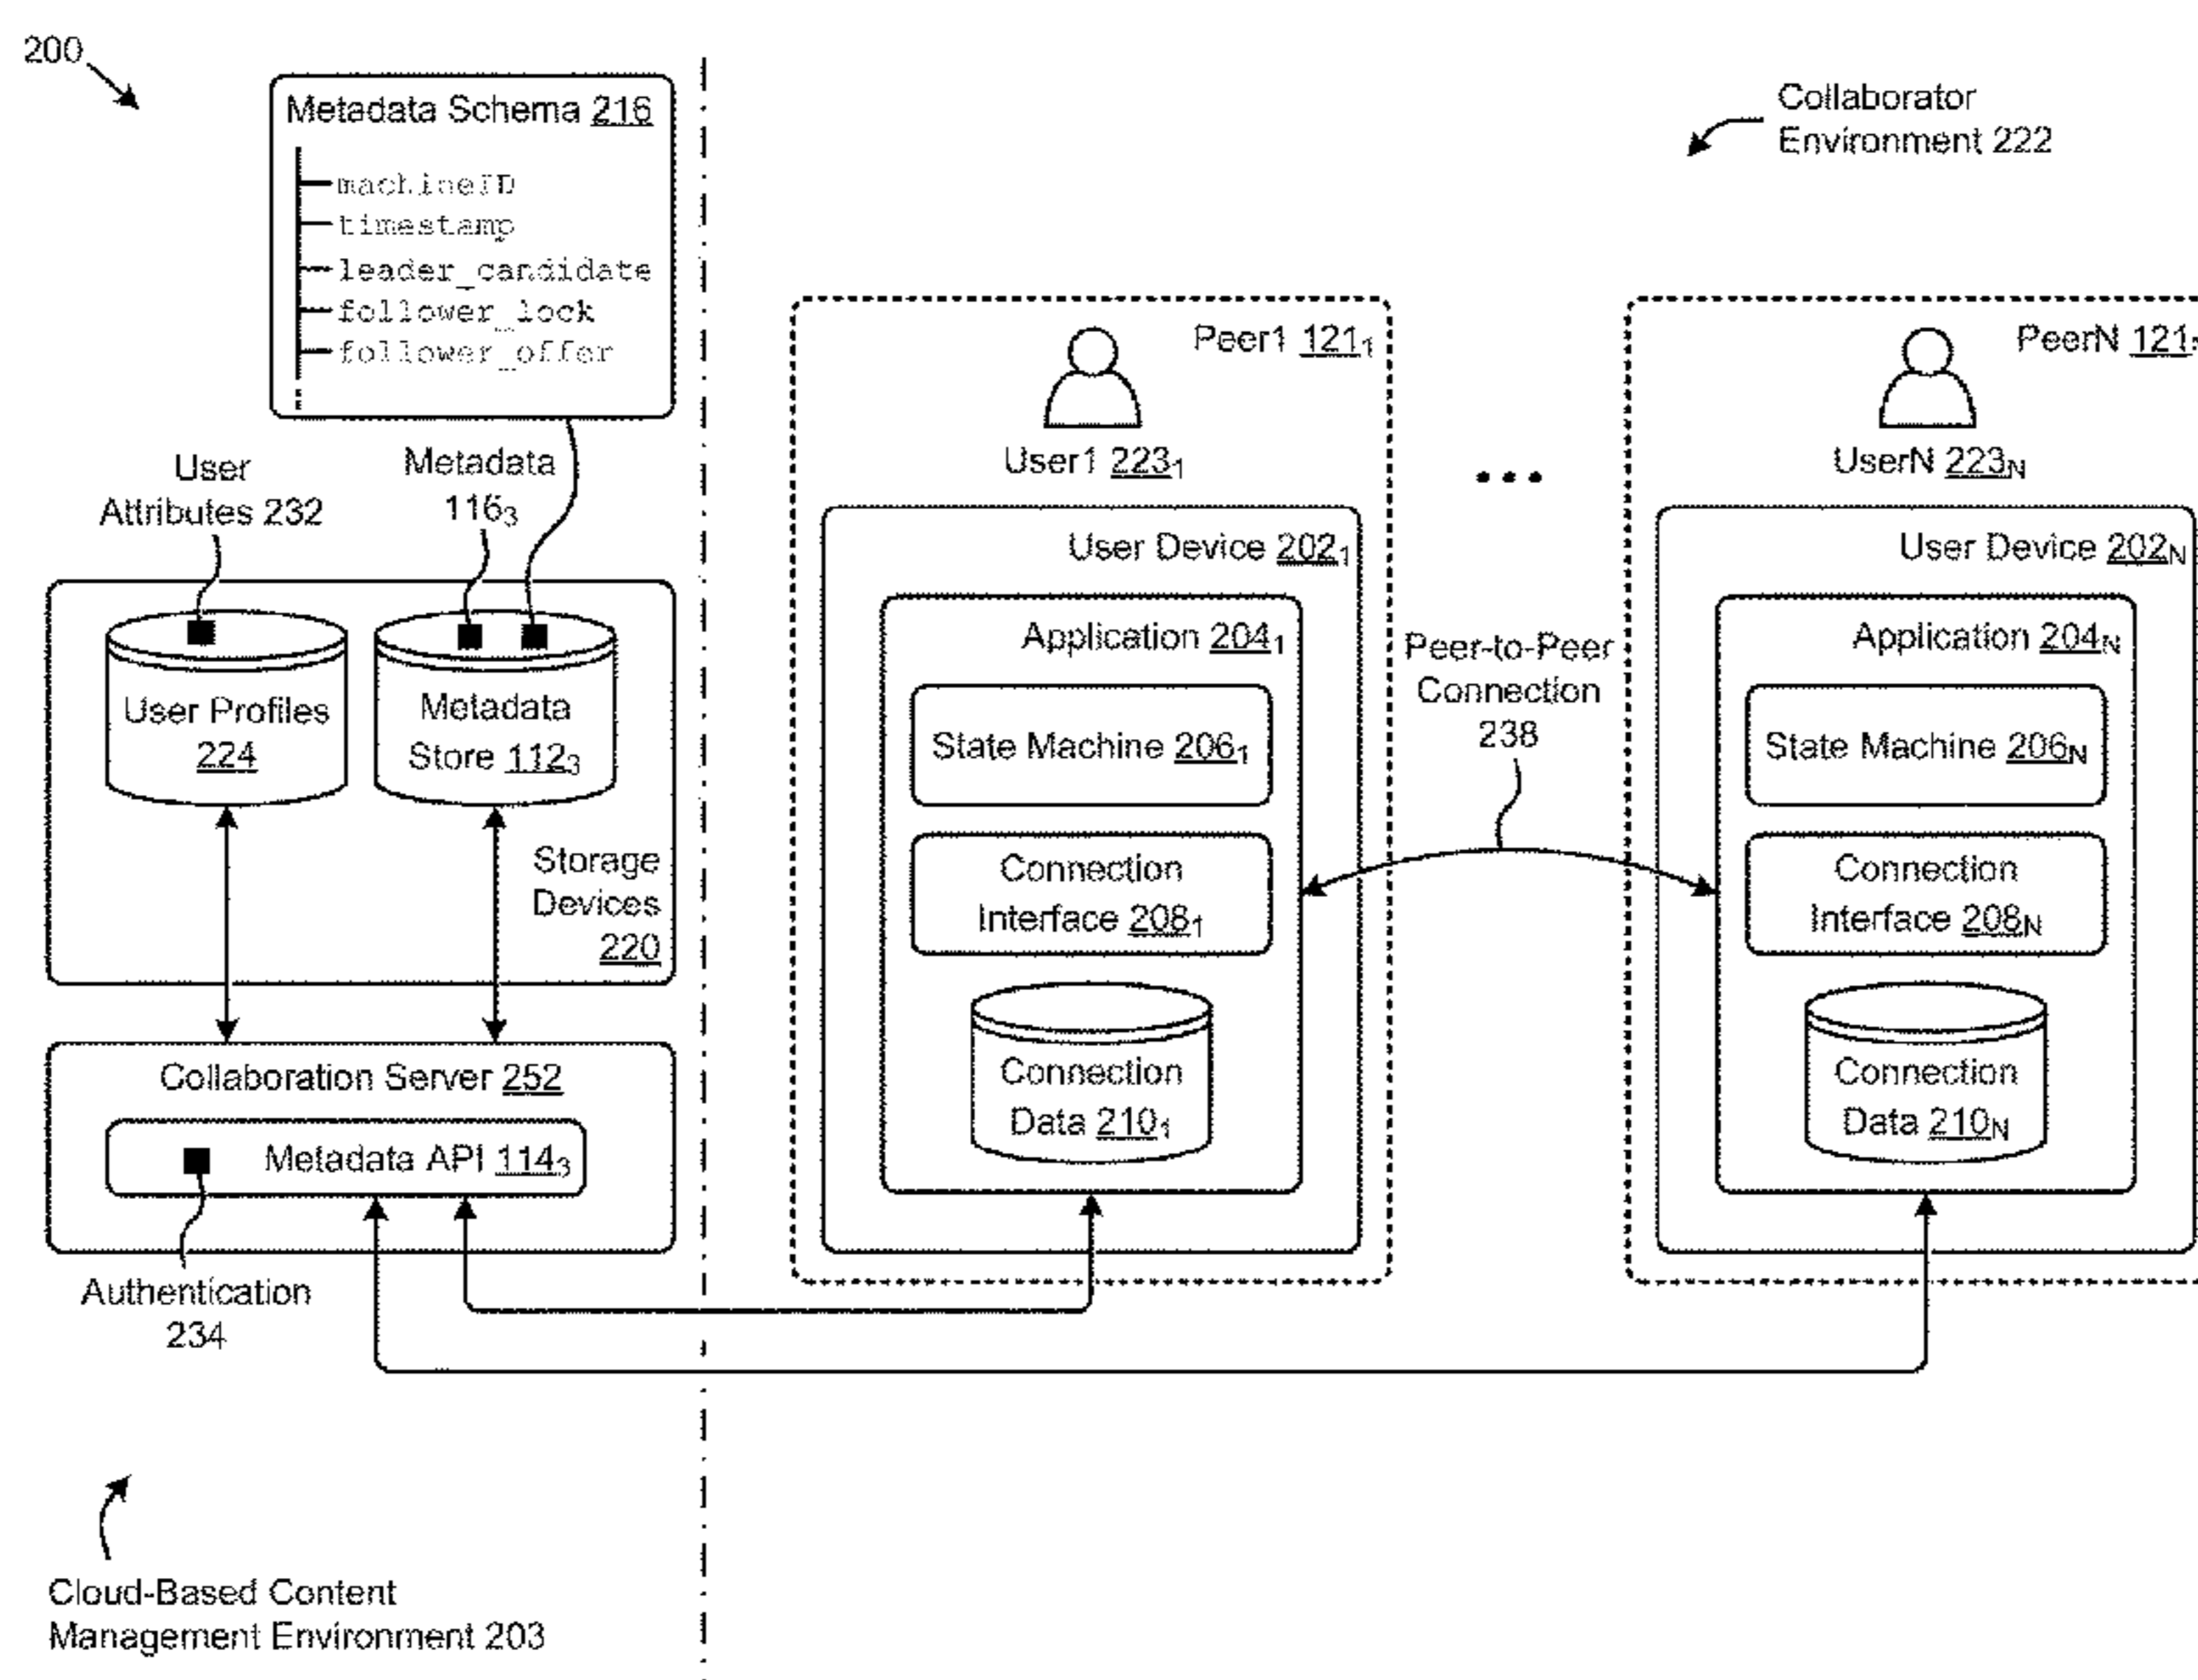 200
Metadata Schema 216
machineID
timestamp
leader_candidate
follower_lock
follower_offer
Collaborator
Environment 222
User
Attributes 232
Metadata
116₃
User Profiles
224
Metadata
Store 112₃
Storage
Devices
220
Collaboration Server 252
Metadata API 114₃
Authentication
234
Cloud-Based Content
Management Environment 203
Peer1 121₁
User1 223₁
User Device 202₁
Application 204₁
State Machine 206₁
Connection
Interface 208₁
Connection
Data 210₁
Peer-to-Peer
Connection
238
PeerN 121
UserN 223N
User Device 202N
Application 204N
State Machine 206N
Connection
Interface 208N
Connection
Data 210N